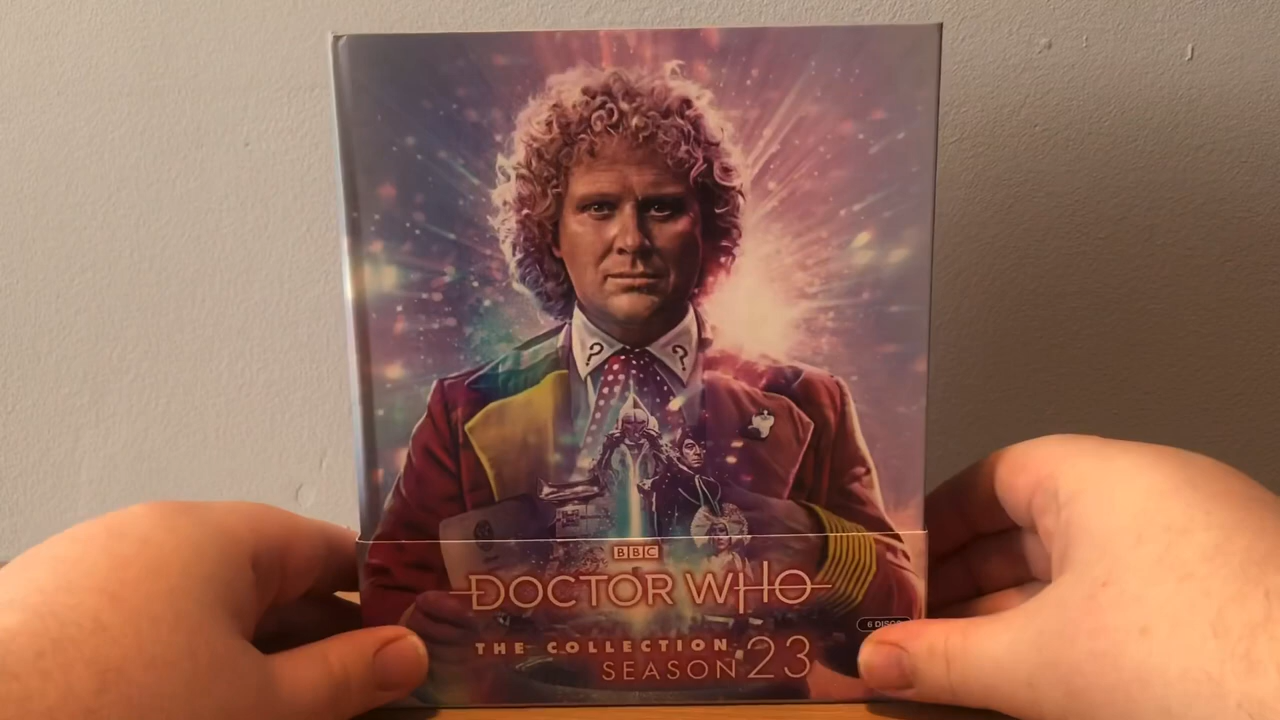 ? ?
BBC
DOCTOR WHO
6 DISCS
THE COLLECTION
SEASON 23